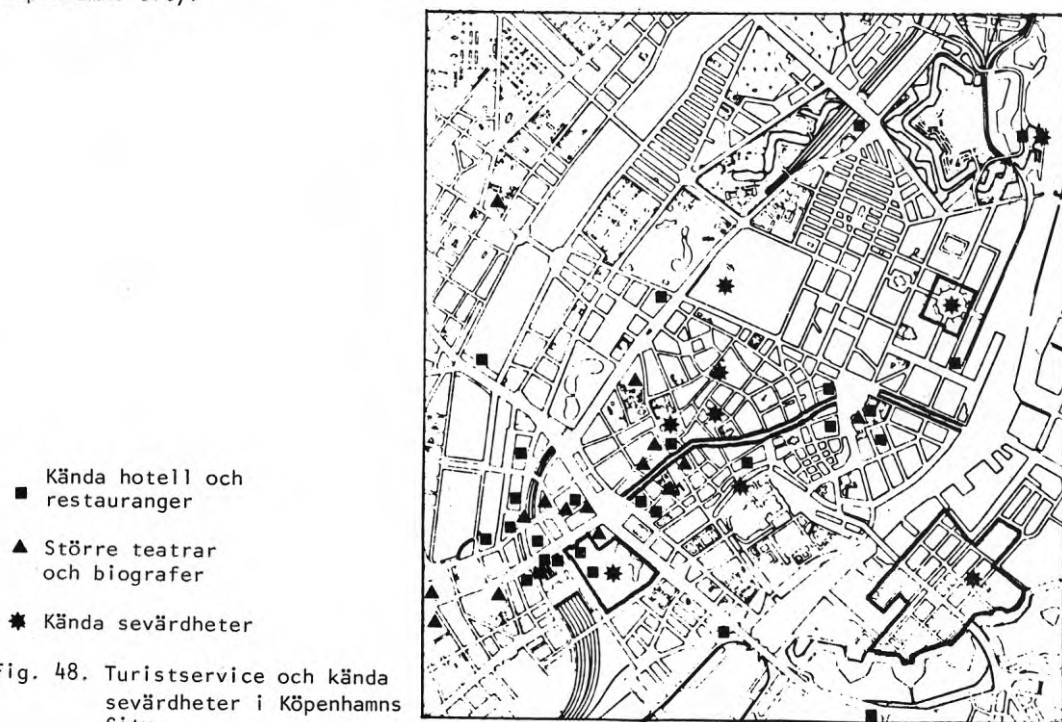 Kända hotell och
restauranger
Större teatrar
och biografer
Kända sevärdheter
Fig. 48. Turistservice och kända
sevärdheter i Köpenhamns